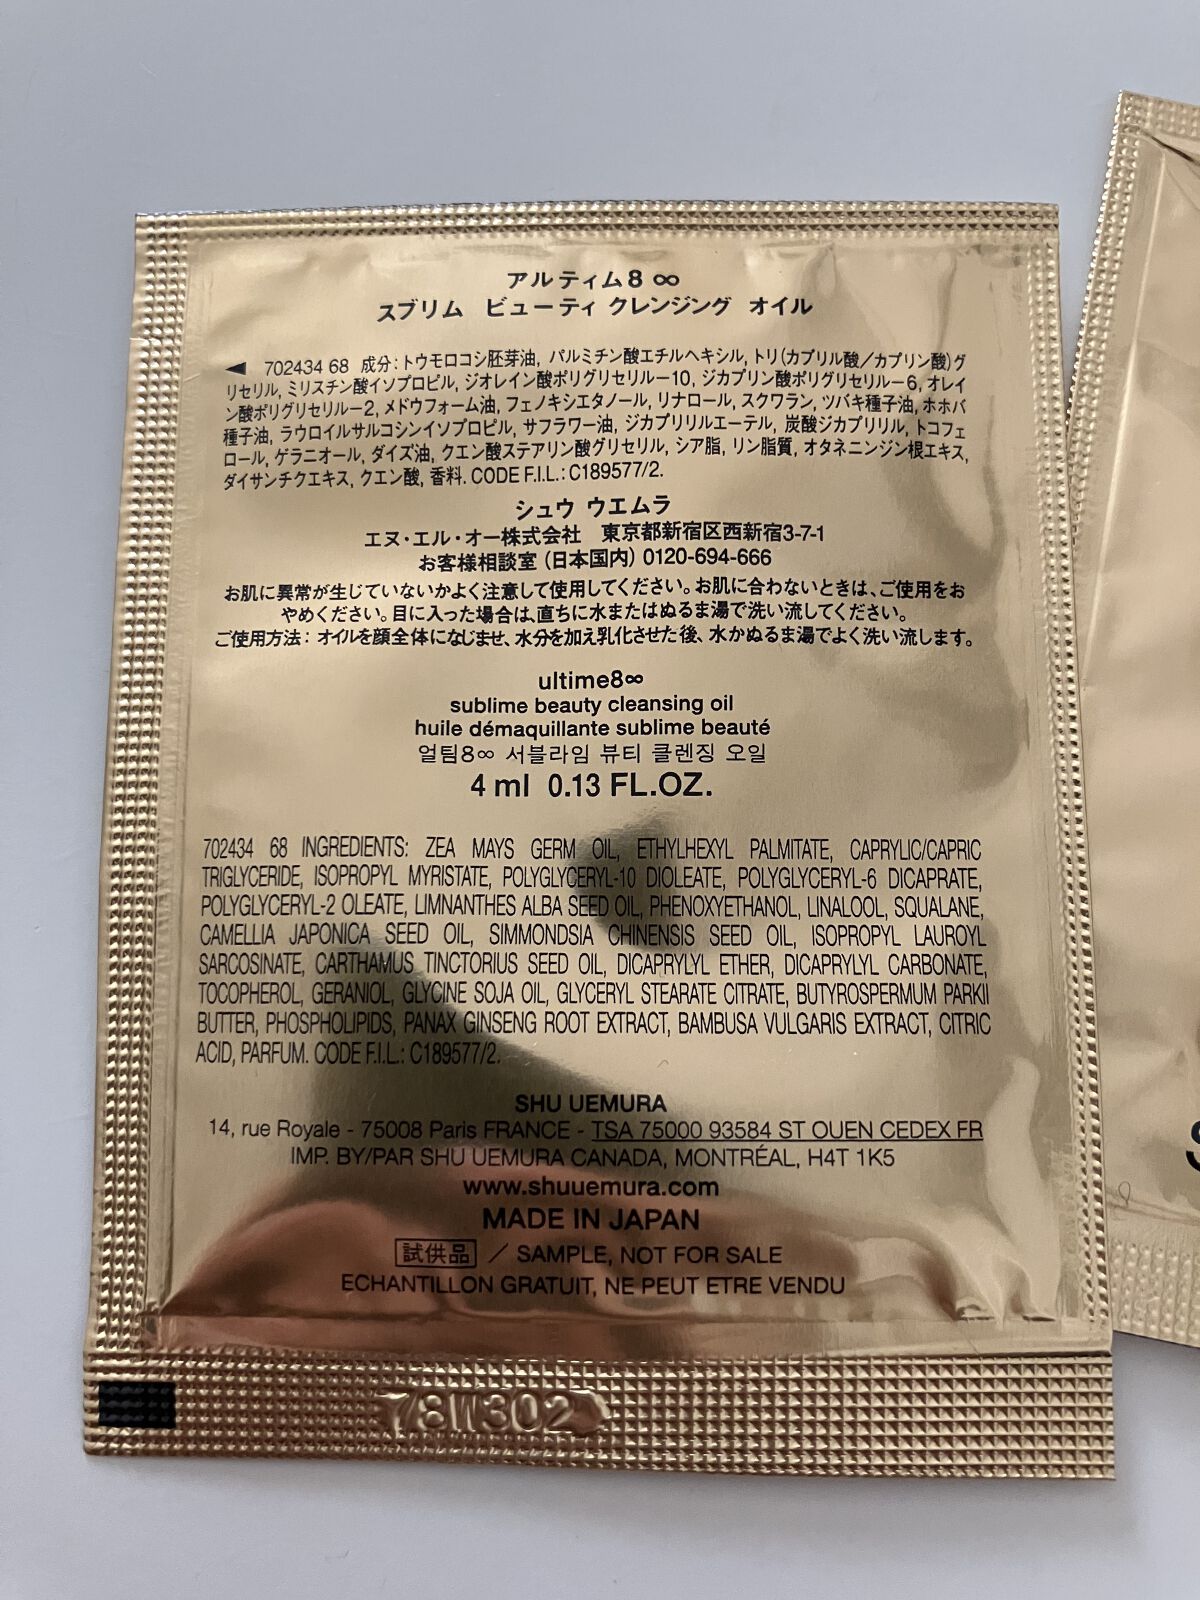 アルティム8 ∞
スブリム ビューティ クレンジング オイル
◄ 702434 68 成分：トウモロコシ胚芽油, パルミチン酸エチルヘキシル, トリ(カプリル酸／カプリン酸)グ
リセリル, ミリスチン酸イソプロピル, ジオレイン酸ポリグリセリル－10, ジカプリン酸ポリグリセリル－6, オレイ
ン酸ポリグリセリル－2, メドウフォーム油, フェノキシエタノール, リナロール, スクワラン, ツバキ種子油, ホホバ
種子油, ラウロイルサルコシンイソプロピル, サフラワー油, ジカプリリルエーテル, 炭酸ジカプリリル, トコフェ
ロール, ゲラニオール, ダイズ油, クエン酸ステアリン酸グリセリル, シア脂, リン脂質, オタネニンジン根エキス,
ダイサンチクエキス, クエン酸, 香料. CODE F.I.L.: C189577/2.
シュウ ウエムラ
エヌ・エル・オー株式会社 東京都新宿区西新宿3-7-1
お客様相談室 (日本国内) 0120-694-666
お肌に異常が生じていないかよく注意して使用してください。お肌に合わないときは、ご使用をお
やめください。目に入った場合は、直ちに水またはぬるま湯で洗い流してください。
ご使用方法：オイルを顔全体になじませ、水分を加え乳化させた後、水かぬるま湯でよく洗い流します。
ultime8∞
sublime beauty cleansing oil
huile démaquillante sublime beauté
얼팀8∞ 서블라임 뷰티 클렌징 오일
4 ml 0.13 FL.OZ.
702434 68 INGREDIENTS: ZEA MAYS GERM OIL, ETHYLHEXYL PALMITATE, CAPRYLIC/CAPRIC
TRIGLYCERIDE, ISOPROPYL MYRISTATE, POLYGLYCERYL-10 DIOLEATE, POLYGLYCERYL-6 DICAPRATE,
POLYGLYCERYL-2 OLEATE, LIMNANTHES ALBA SEED OIL, PHENOXYETHANOL, LINALOOL, SQUALANE,
CAMELLIA JAPONICA SEED OIL, SIMMONDSIA CHINENSIS SEED OIL, ISOPROPYL LAUROYL
SARCOSINATE, CARTHAMUS TINCTORIUS SEED OIL, DICAPRYLYL ETHER, DICAPRYLYL CARBONATE,
TOCOPHEROL, GERANIOL, GLYCINE SOJA OIL, GLYCERYL STEARATE CITRATE, BUTYROSPERMUM PARKII
BUTTER, PHOSPHOLIPIDS, PANAX GINSENG ROOT EXTRACT, BAMBUSA VULGARIS EXTRACT, CITRIC
ACID, PARFUM. CODE F.I.L.: C189577/2.
SHU UEMURA
14, rue Royale - 75008 Paris FRANCE - TSA 75000 93584 ST OUEN CEDEX FR
IMP. BY/PAR SHU UEMURA CANADA, MONTRÉAL, H4T 1K5
www.shuuemura.com
MADE IN JAPAN
試供品 / SAMPLE, NOT FOR SALE
ECHANTILLON GRATUIT, NE PEUT ETRE VENDU
78W302